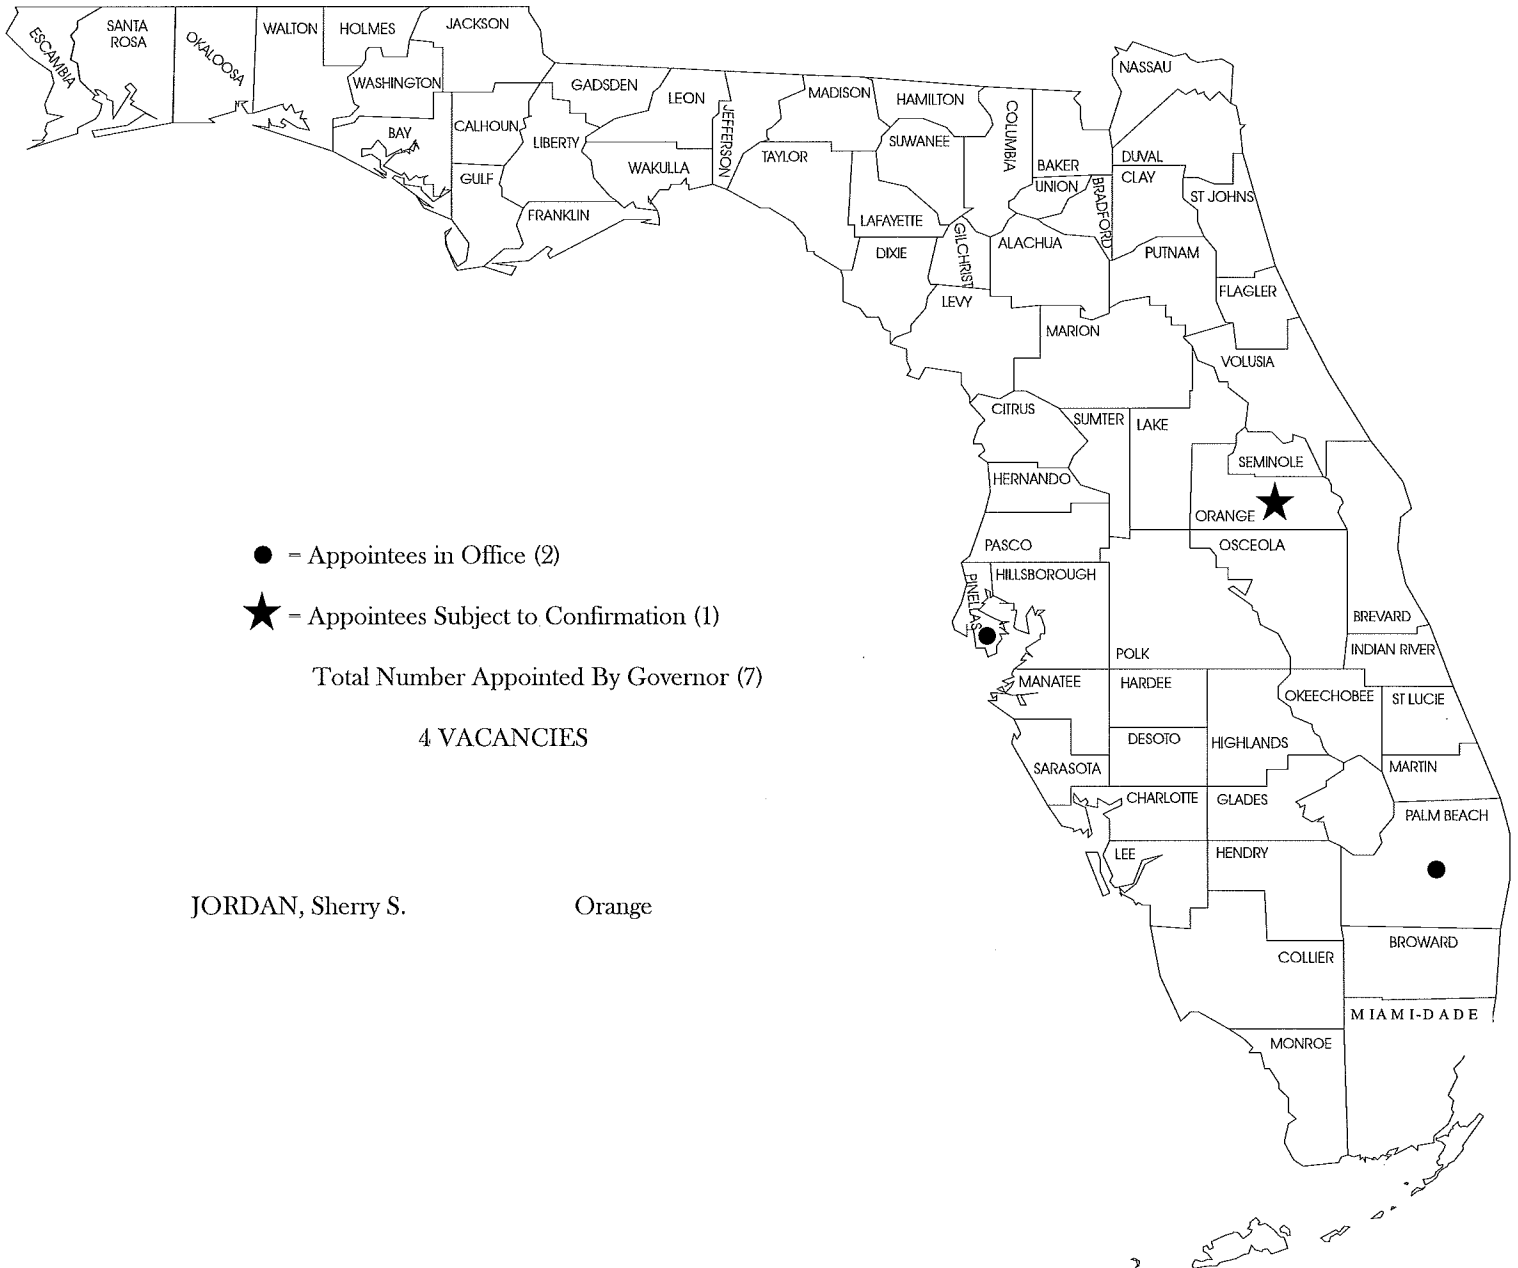 ESCAMBIA
SANTA
ROSA
OKALOOSA
WALTON
HOLMES
JACKSON
WASHINGTON
BAY
CALHOUN
GULF
GADSDEN
LIBERTY
FRANKLIN
LEON
WAKULLA
JEFFERSON
TAYLOR
MADISON
HAMILTON
SUWANEE
LAFAYETTE
DIXIE
GILCHRIST
LEVY
COLUMBIA
BAKER
UNION
BRADFORD
ALACHUA
NASSAU
DUVAL
CLAY
ST JOHNS
PUTNAM
FLAGLER
MARION
VOLUSIA
CITRUS
SUMTER
LAKE
SEMINOLE
HERNANDO
ORANGE
PASCO
OSCEOLA
PINELLAS
HILLSBOROUGH
POLK
BREVARD
INDIAN RIVER
MANATEE
HARDEE
OKEECHOBEE
ST LUCIE
DESOTO
HIGHLANDS
SARASOTA
MARTIN
CHARLOTTE
GLADES
PALM BEACH
LEE
HENDRY
BROWARD
COLLIER
MIAMI-DADE
MONROE
= Appointees in Office (2)
= Appointees Subject to Confirmation (1)
Total Number Appointed By Governor (7)
4 VACANCIES
JORDAN, Sherry S. Orange